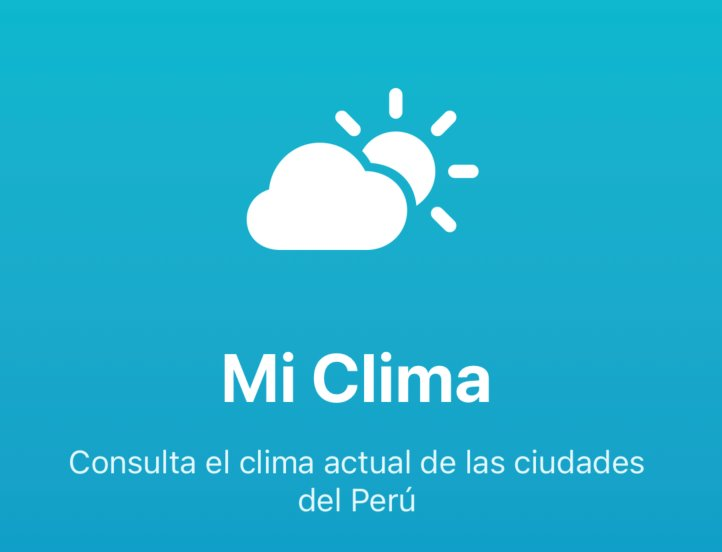 Mi Clima
Consulta el clima actual de las ciudades
del Perú